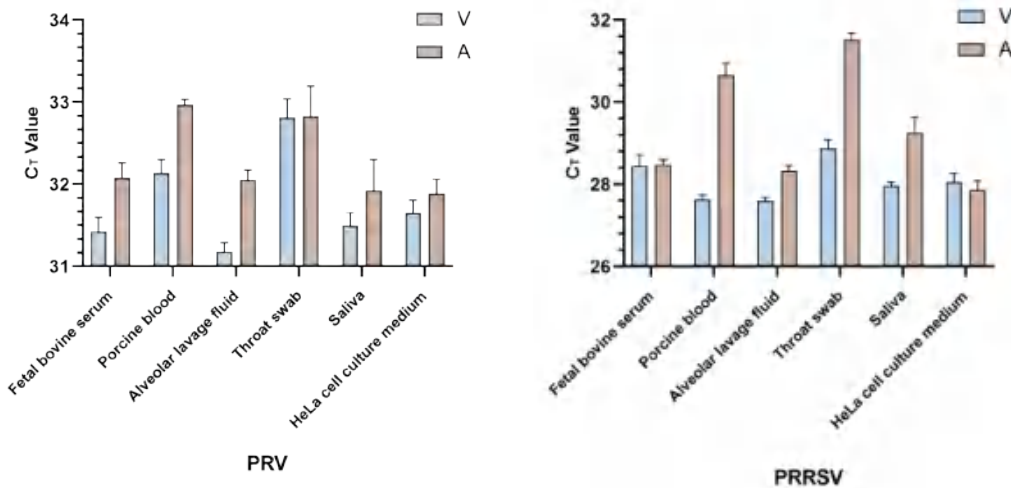 34
33
32
31
CT Value
V
A
Fetal bovine serum
Porcine blood
Alveolar lavage fluid
Throat swab
Saliva
HeLa cell culture medium
PRV
32
30
28
26
CT Value
V
A
Fetal bovine serum
Porcine blood
Alveolar lavage fluid
Throat swab
Saliva
HeLa cell culture medium
PRRSV